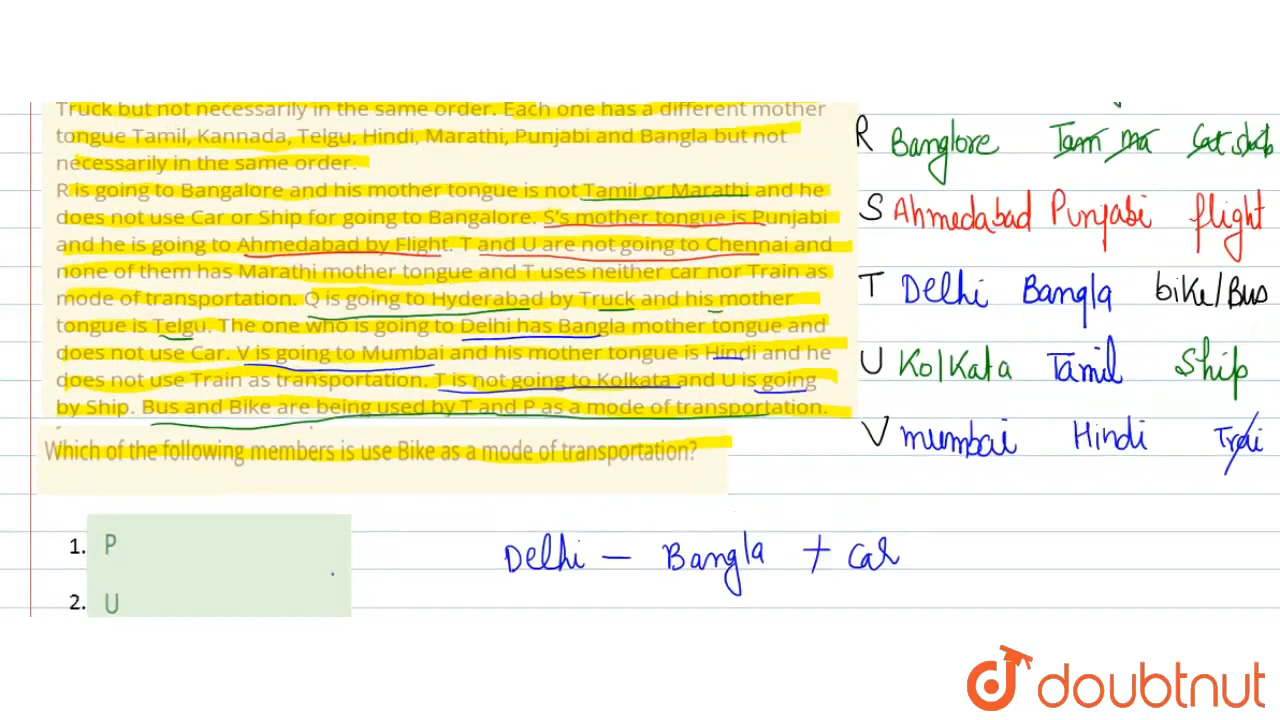 Truck but not necessarily in the same order. Each one has a different mother
tongue Tamil, Kannada, Telgu, Hindi, Marathi, Punjabi and Bangla but not
necessarily in the same order.
R is going to Bangalore and his mother tongue is not Tamil or Marathi and he
does not use Car or Ship for going to Bangalore. S's mother tongue is Punjabi
and he is going to Ahmedabad by Flight. T and U are not going to Chennai and
none of them has Marathi mother tongue and T uses neither car nor Train as
mode of transportation. Q is going to Hyderabad by Truck and his mother
tongue is Telgu. The one who is going to Delhi has Bangla mother tongue and
does not use Car. V is going to Mumbai and his mother tongue is Hindi and he
does not use Train as transportation. T is not going to Kolkata and U is going
by Ship. Bus and Bike are being used by T and P as a mode of transportation.
Which of the following members is use Bike as a mode of transportation?
1. P
2. U
R Banglore Tam ma Car
S Ahmedabad Punjabi flight
T Delhi Bangla bike/Bus
U Kolkata Tamil Ship
V mumbai Hindi Trai
Delhi — Bangla + Car
doubtnut